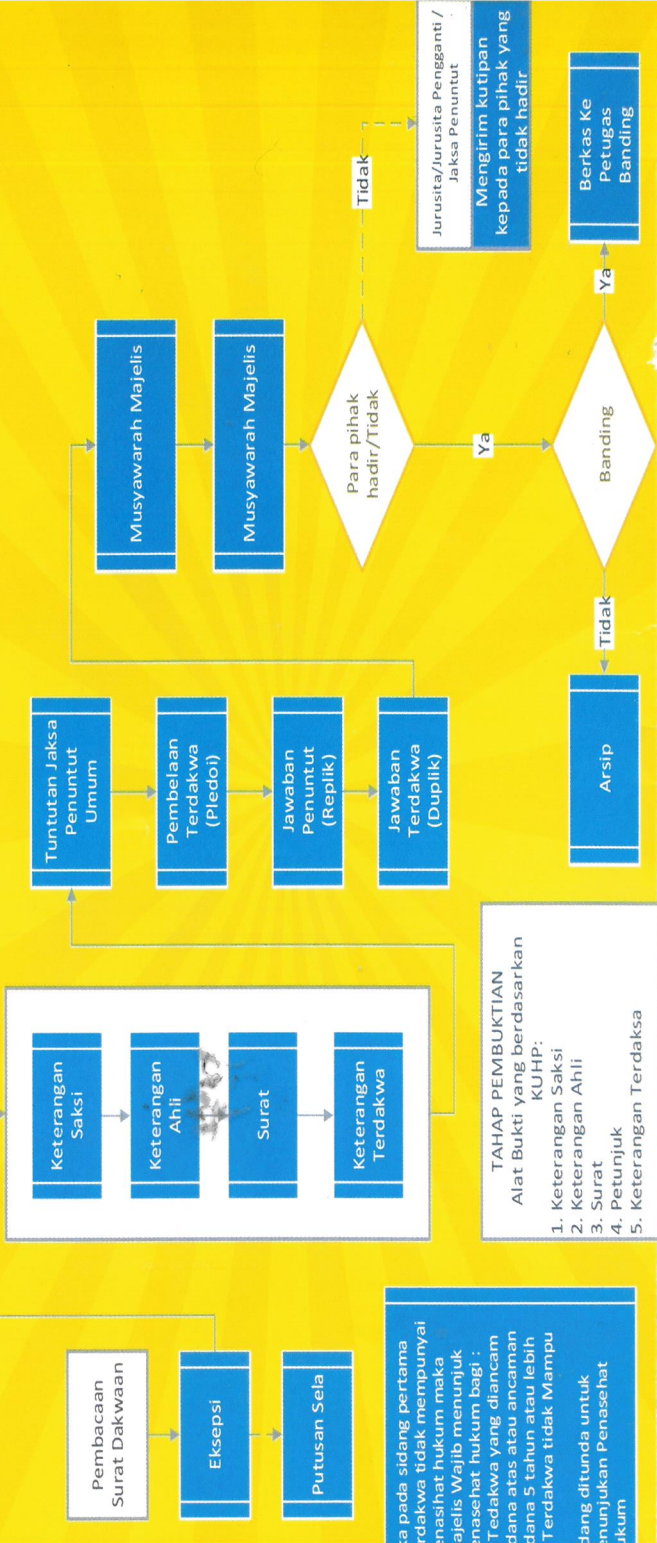 Pembacaan
Surat Dakwaan
Eksepsi
Putusan Sela
a pada sidang pertama
rdakwa tidak mempunyai
enasihat hukum maka
ajelis Wajib menunjuk
enasehat hukum bagi :
Tedakwa yang diancam
dana atas atau ancaman
dana 5 tahun atau lebih
Terdakwa tidak Mampu
dang ditunda untuk
enunjukan Penasehat
ukum
Keterangan
Saksi
Keterangan
Ahli
Surat
Keterangan
Terdakwa
TAHAP PEMBUKTIAN
Alat Bukti yang berdasarkan
KUHP:
1. Keterangan Saksi
2. Keterangan Ahli
3. Surat
4. Petunjuk
5. Keterangan Terdaksa
Tuntutan Jaksa
Penuntut
Umum
Pembelaan
Terdakwa
(Pledoi)
Jawaban
Penuntut
(Replik)
Jawaban
Terdakwa
(Duplik)
Musyawarah Majelis
Musyawarah Majelis
Para pihak
hadir/Tidak
Tidak
Jurusita/Jurusita Pengganti /
Jaksa Penuntut
Mengirim kutipan
kepada para pihak yang
tidak hadir
Ya
Arsip
Tidak
Banding
Ya
Berkas Ke
Petugas
Banding